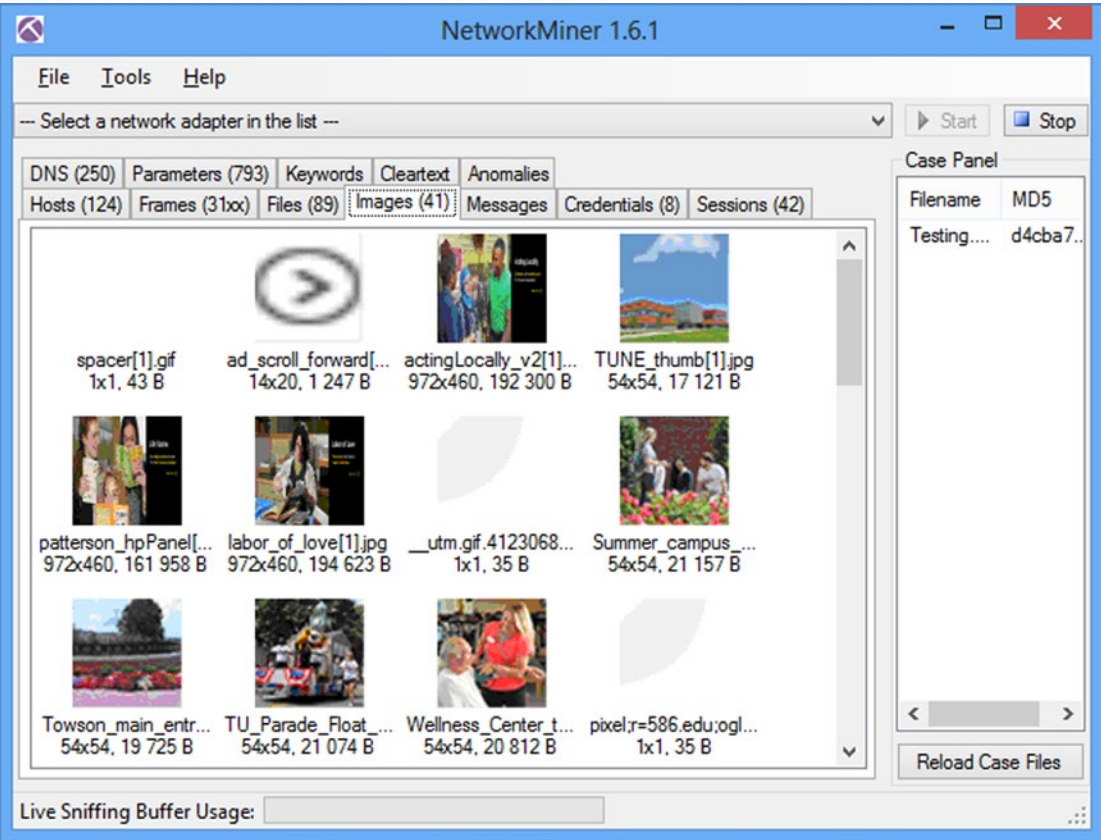 NetworkMiner 1.6.1
File Tools Help
--- Select a network adapter in the list ---
Start
Stop
DNS (250) Parameters (793) Keywords Cleartext Anomalies
Hosts (124) Frames (31xx) Files (89) Images (41) Messages Credentials (8) Sessions (42)
Case Panel
Filename MD5
Testing.... d4cba7..
spacer[1].gif
1x1, 43 B
ad_scroll_forward[...
14x20, 1 247 B
actingLocally_v2[1]...
972x460, 192 300 B
TUNE_thumb[1].jpg
54x54, 17 121 B
patterson_hpPanel[...
972x460, 161 958 B
labor_of_love[1].jpg
972x460, 194 623 B
__utm.gif.4123068...
1x1, 35 B
Summer_campus_...
54x54, 21 157 B
Towson_main_entr...
54x54, 19 725 B
TU_Parade_Float_...
54x54, 21 074 B
Wellness_Center_t...
54x54, 20 812 B
pixel;r=586.edu;ogl...
1x1, 35 B
Reload Case Files
Live Sniffing Buffer Usage: